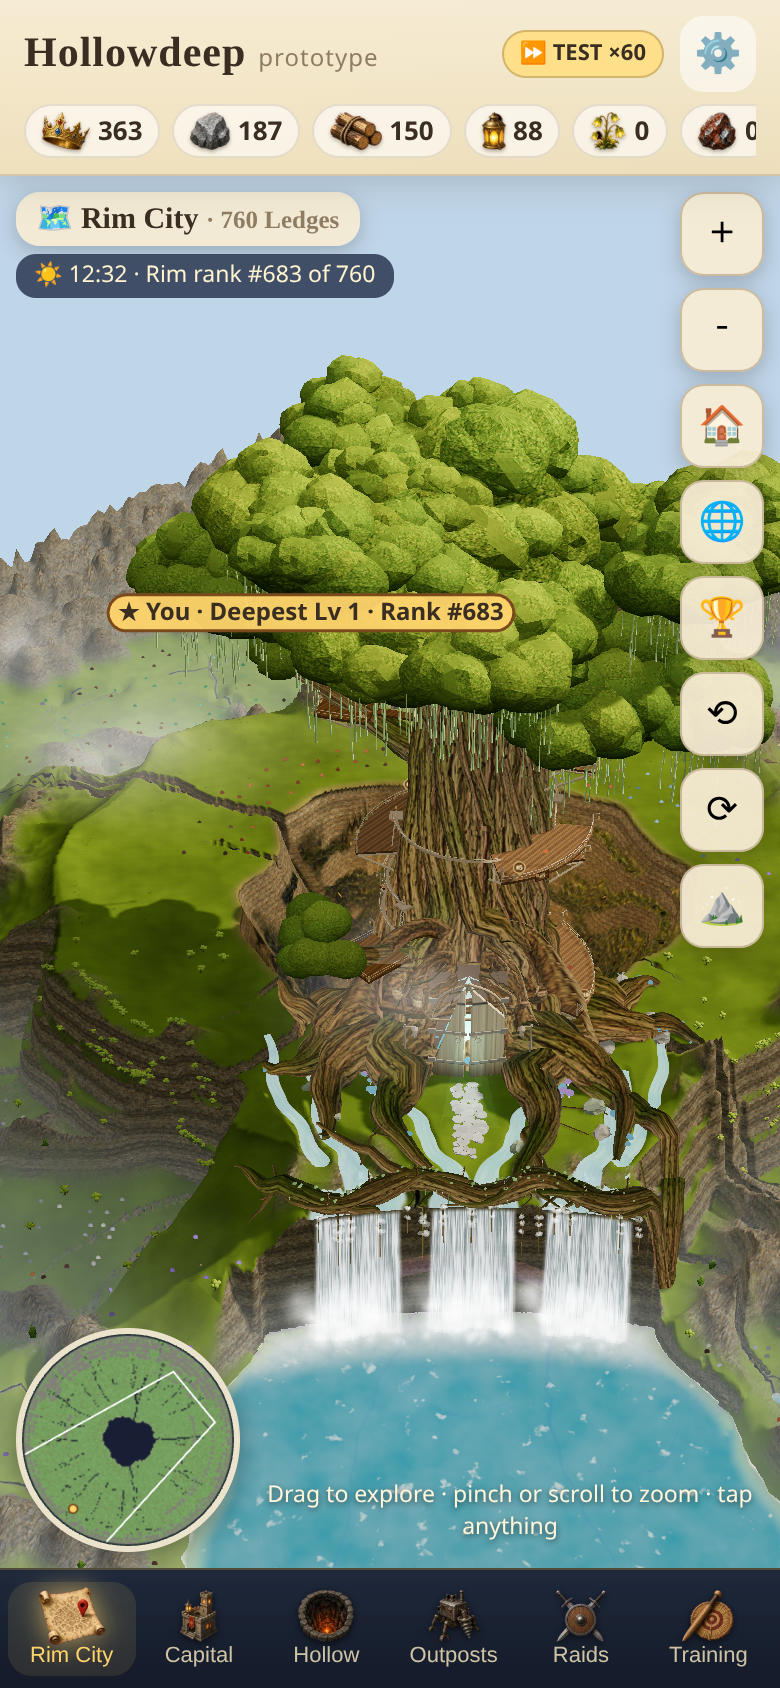 Hollowdeep prototype
⏩ TEST ×60
363
187
150
88
0
0
Rim City · 760 Ledges
12:32 · Rim rank #683 of 760
+
-
★ You · Deepest Lv 1 · Rank #683
Drag to explore · pinch or scroll to zoom · tap
anything
Rim City
Capital
Hollow
Outposts
Raids
Training